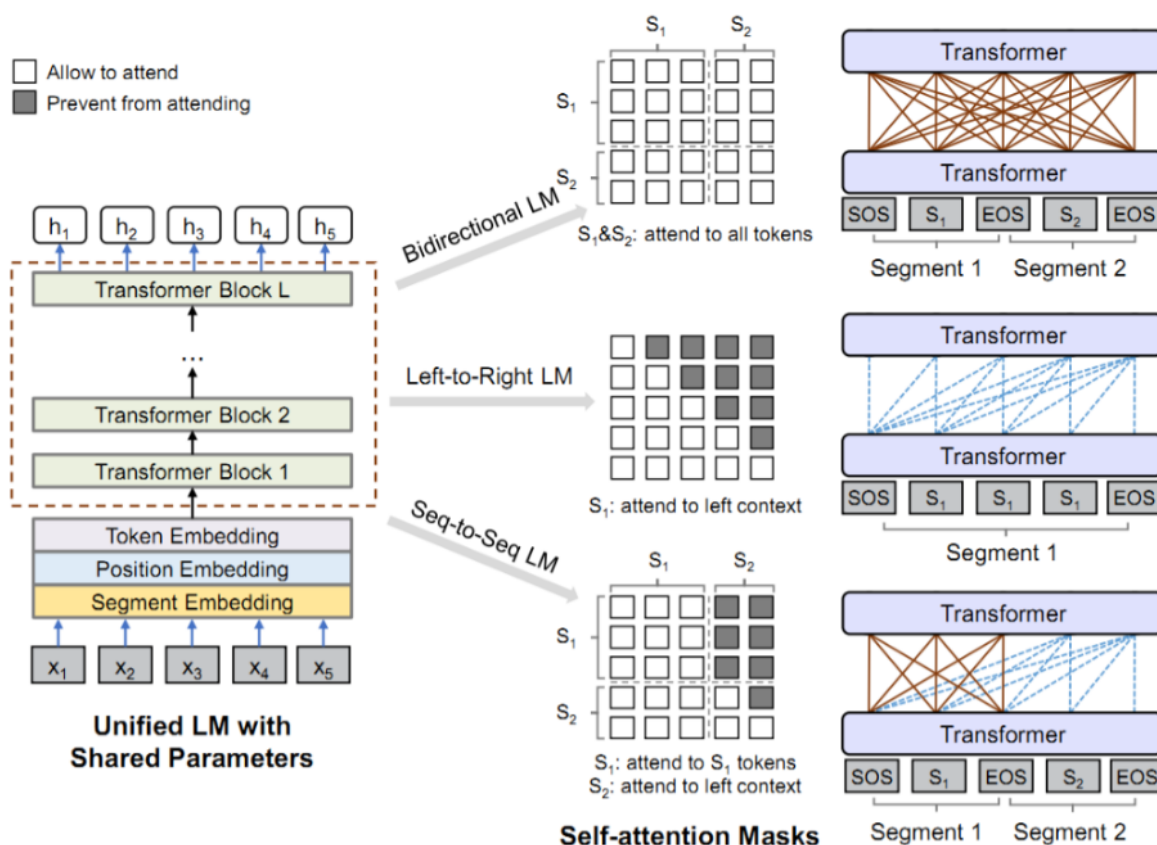 Allow to attend
Prevent from attending
h1 h2 h3 h4 h5
Transformer Block L
...
Transformer Block 2
Transformer Block 1
Token Embedding
Position Embedding
Segment Embedding
x1 x2 x3 x4 x5
Unified LM with
Shared Parameters
Bidirectional LM
Left-to-Right LM
Seq-to-Seq LM
S1 S2
S1
S2
S1&S2: attend to all tokens
S1: attend to left context
S1 S2
S1
S2
S1: attend to S1 tokens
S2: attend to left context
Self-attention Masks
Transformer
Transformer
SOS S1 EOS S2 EOS
Segment 1 Segment 2
Transformer
Transformer
SOS S1 S1 S1 EOS
Segment 1
Transformer
Transformer
SOS S1 EOS S2 EOS
Segment 1 Segment 2